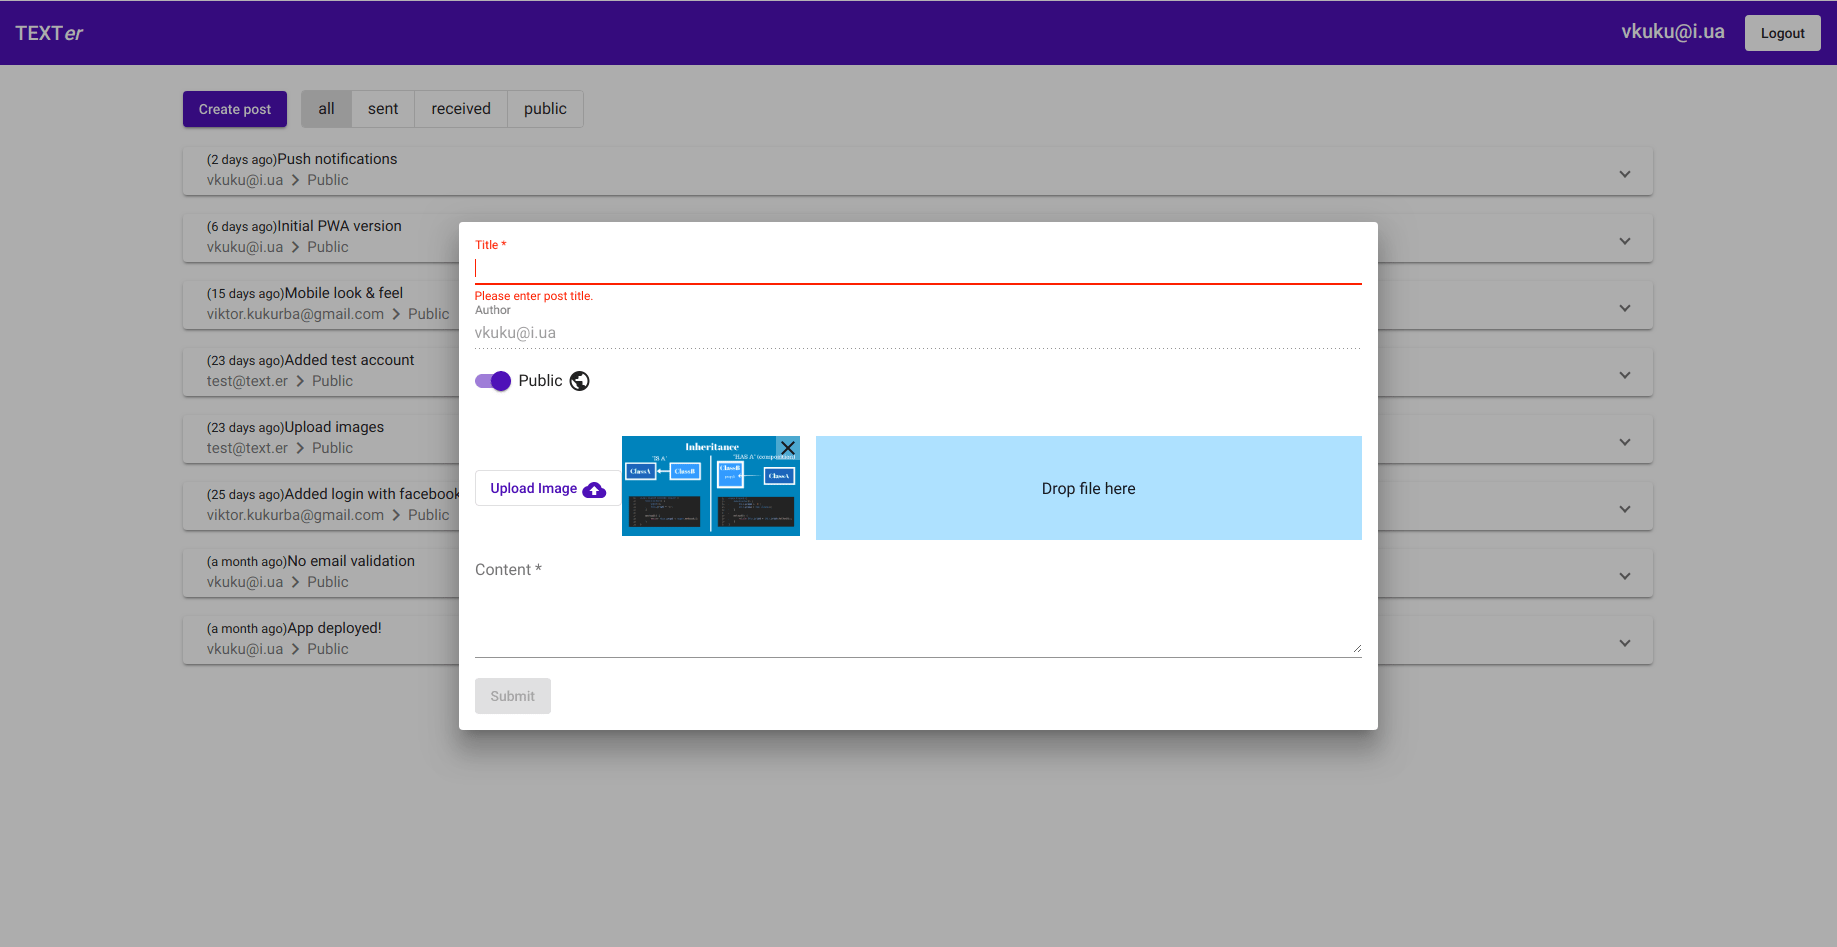 TEXTer
vkuku@i.ua
Logout
Create post
all
sent
received
public
(2 days ago)Push notifications
vkuku@i.ua > Public
(6 days ago)Initial PWA version
vkuku@i.ua > Public
(15 days ago)Mobile look & feel
viktor.kukurba@gmail.com > Public
(23 days ago)Added test account
test@text.er > Public
(23 days ago)Upload images
test@text.er > Public
(25 days ago)Added login with facebook
viktor.kukurba@gmail.com > Public
(a month ago)No email validation
vkuku@i.ua > Public
(a month ago)App deployed!
vkuku@i.ua > Public
Title *
Please enter post title.
Author
vkuku@i.ua
Public
Upload Image
Inheritance
"IS A"
"HAS A"
ClassA
ClassB
ClassB
ClassA
Drop file here
Content *
Submit